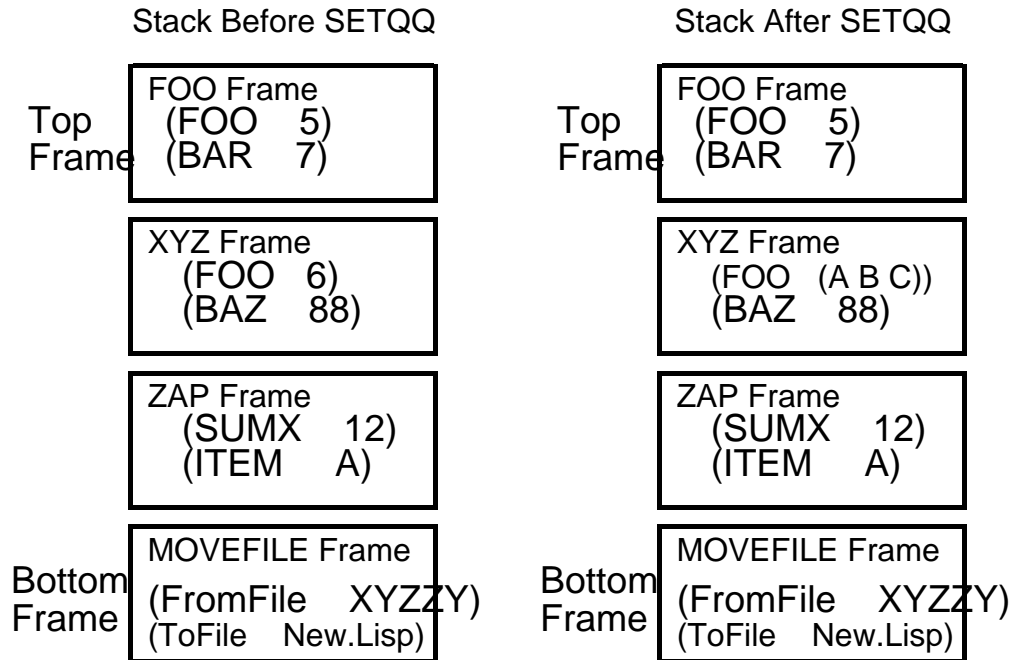 Stack Before SETQQ
Top
Frame
FOO Frame
(FOO 5)
(BAR 7)
XYZ Frame
(FOO 6)
(BAZ 88)
ZAP Frame
(SUMX 12)
(ITEM A)
Bottom
Frame
MOVEFILE Frame
(FromFile XYZZY)
(ToFile New.Lisp)
Stack After SETQQ
Top
Frame
FOO Frame
(FOO 5)
(BAR 7)
XYZ Frame
(FOO (A B C))
(BAZ 88)
ZAP Frame
(SUMX 12)
(ITEM A)
Bottom
Frame
MOVEFILE Frame
(FromFile XYZZY)
(ToFile New.Lisp)